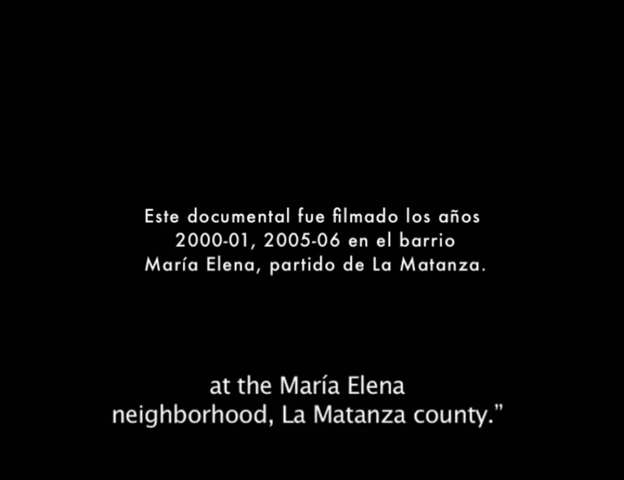 Este documental fue filmado los años
2000-01, 2005-06 en el barrio
María Elena, partido de La Matanza.
at the María Elena
neighborhood, La Matanza county.”